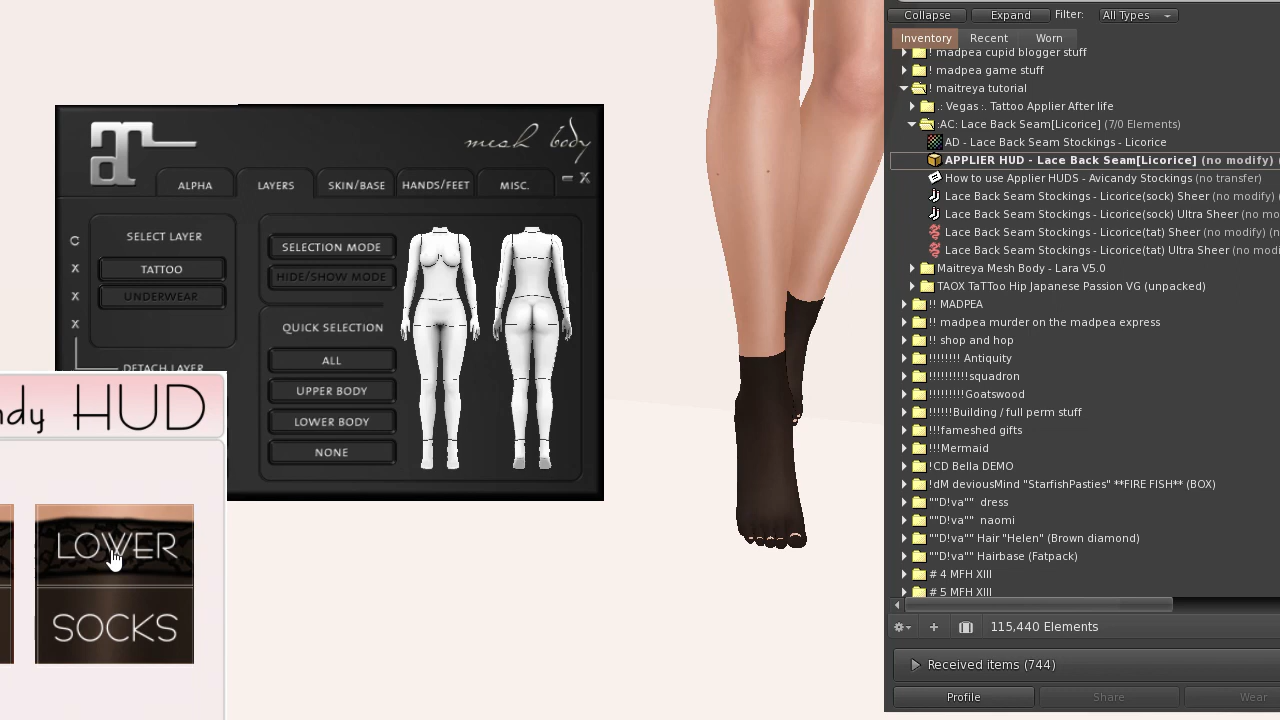 mesh body
ALPHA
LAYERS
SKIN/BASE
HANDS/FEET
MISC.
– X
C
X
X
X
SELECT LAYER
TATTOO
UNDERWEAR
DETACH LAYER
SELECTION MODE
HIDE/SHOW MODE
QUICK SELECTION
ALL
UPPER BODY
LOWER BODY
NONE
ndy HUD
LOWER
SOCKS
Collapse
Expand
Filter:
All Types
Inventory
Recent
Worn
! madpea cupid blogger stuff
! madpea game stuff
! maitreya tutorial
.: Vegas :. Tattoo Applier After life
:AC: Lace Back Seam[Licorice] (7/0 Elements)
AD - Lace Back Seam Stockings - Licorice
APPLIER HUD - Lace Back Seam[Licorice] (no modify) (
How to use Applier HUDS - Avicandy Stockings (no transfer)
Lace Back Seam Stockings - Licorice(sock) Sheer (no modify) (
Lace Back Seam Stockings - Licorice(sock) Ultra Sheer (no mo
Lace Back Seam Stockings - Licorice(tat) Sheer (no modify) (n
Lace Back Seam Stockings - Licorice(tat) Ultra Sheer (no modi
Maitreya Mesh Body - Lara V5.0
TAOX TaTToo Hip Japanese Passion VG (unpacked)
!! MADPEA
!! madpea murder on the madpea express
!! shop and hop
!!!!!!!! Antiquity
!!!!!!!!!!squadron
!!!!!!!!!Goatswood
!!!!!!Building / full perm stuff
!!!fameshed gifts
!!!Mermaid
!CD Bella DEMO
!dM deviousMind "StarfishPasties" **FIRE FISH** (BOX)
""D!va"" dress
""D!va"" naomi
""D!va"" Hair "Helen" (Brown diamond)
""D!va"" Hairbase (Fatpack)
# 4 MFH XIII
# 5 MFH XIII
115,440 Elements
Received items (744)
Profile
Share
Wear